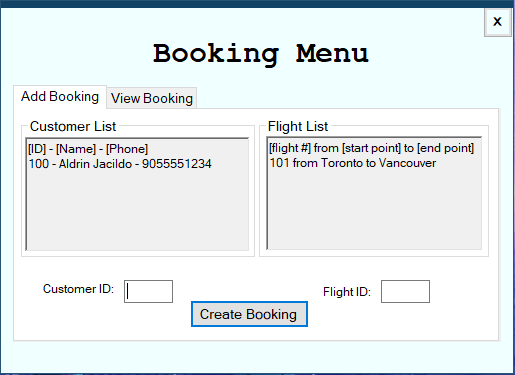 X
Booking Menu
Add Booking
View Booking
Customer List
[ID] - [Name] - [Phone]
100 - Aldrin Jacildo - 9055551234
Flight List
[flight #] from [start point] to [end point]
101 from Toronto to Vancouver
Customer ID:
Flight ID:
Create Booking